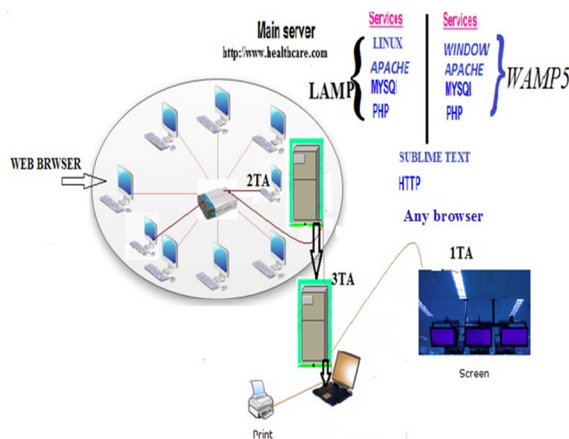 Main server
http://www.healthcare.com
Services
LINUX
APACHE
MYSQl
PHP
LAMP
Services
WINDOW
APACHE
MYSQl
PHP
WAMP5
SUBLIME TEXT
HTTP
Any browser
WEB BRWSER
2TA
1TA
3TA
Screen
Print